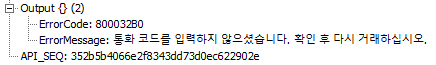 Output {} (2)
ErrorCode: 800032B0
ErrorMessage: 통화 코드를 입력하지 않으셨습니다. 확인 후 다시 거래하십시오.
API_SEQ: 352b5b4066e2f8343dd73d0ec622902e